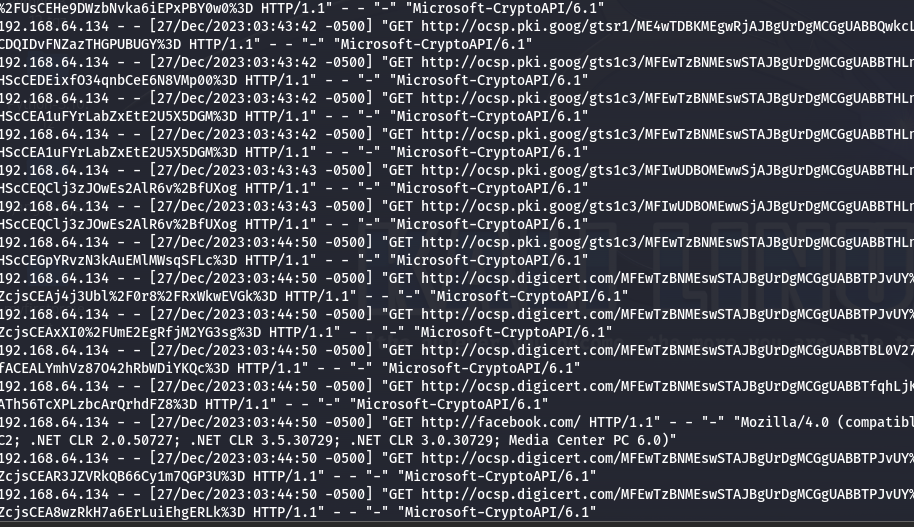 %2FUsCEHe9DWzbNvka6iEPxPBY0w0%3D HTTP/1.1" - - "-" "Microsoft-CryptoAPI/6.1"
192.168.64.134 - - [27/Dec/2023:03:43:42 -0500] "GET http://ocsp.pki.goog/gtsr1/ME4wTDBKMEgwRjAJBgUrDgMCGgUABBQwkcL
CDQIDvFNZazTHGPUBUGY%3D HTTP/1.1" - - "-" "Microsoft-CryptoAPI/6.1"
192.168.64.134 - - [27/Dec/2023:03:43:42 -0500] "GET http://ocsp.pki.goog/gts1c3/MFEwTzBNMEswSTAJBgUrDgMCGgUABBTHLn
HScCEDEixfO34qnbCeE6N8VMp00%3D HTTP/1.1" - - "-" "Microsoft-CryptoAPI/6.1"
192.168.64.134 - - [27/Dec/2023:03:43:42 -0500] "GET http://ocsp.pki.goog/gts1c3/MFEwTzBNMEswSTAJBgUrDgMCGgUABBTHLn
HScCEA1uFYrLabZxEtE2U5X5DGM%3D HTTP/1.1" - - "-" "Microsoft-CryptoAPI/6.1"
192.168.64.134 - - [27/Dec/2023:03:43:42 -0500] "GET http://ocsp.pki.goog/gts1c3/MFEwTzBNMEswSTAJBgUrDgMCGgUABBTHLn
HScCEA1uFYrLabZxEtE2U5X5DGM%3D HTTP/1.1" - - "-" "Microsoft-CryptoAPI/6.1"
192.168.64.134 - - [27/Dec/2023:03:43:43 -0500] "GET http://ocsp.pki.goog/gts1c3/MFIwUDBOMEwwSjAJBgUrDgMCGgUABBTHLn
HScCEQClj3zJOwEs2AlR6v%2BfUXog HTTP/1.1" - - "-" "Microsoft-CryptoAPI/6.1"
192.168.64.134 - - [27/Dec/2023:03:43:43 -0500] "GET http://ocsp.pki.goog/gts1c3/MFIwUDBOMEwwSjAJBgUrDgMCGgUABBTHLn
HScCEQClj3zJOwEs2AlR6v%2BfUXog HTTP/1.1" - - "-" "Microsoft-CryptoAPI/6.1"
192.168.64.134 - - [27/Dec/2023:03:44:50 -0500] "GET http://ocsp.pki.goog/gts1c3/MFEwTzBNMEswSTAJBgUrDgMCGgUABBTHLn
HScCEGpYRvzN3kAuEMlMWsqSFLc%3D HTTP/1.1" - - "-" "Microsoft-CryptoAPI/6.1"
192.168.64.134 - - [27/Dec/2023:03:44:50 -0500] "GET http://ocsp.digicert.com/MFEwTzBNMEswSTAJBgUrDgMCGgUABBTPJvUY%
ZcjsCEAj4j3Ubl%2F0r8%2FRxWkwEVGk%3D HTTP/1.1" - - "-" "Microsoft-CryptoAPI/6.1"
192.168.64.134 - - [27/Dec/2023:03:44:50 -0500] "GET http://ocsp.digicert.com/MFEwTzBNMEswSTAJBgUrDgMCGgUABBTPJvUY%
ZcjsCEAxXI0%2FUmE2EgRfjM2YG3sg%3D HTTP/1.1" - - "-" "Microsoft-CryptoAPI/6.1"
192.168.64.134 - - [27/Dec/2023:03:44:50 -0500] "GET http://ocsp.digicert.com/MFEwTzBNMEswSTAJBgUrDgMCGgUABBTBL0V27
fACEALYmhVz87O42hRbWDiYKQc%3D HTTP/1.1" - - "-" "Microsoft-CryptoAPI/6.1"
192.168.64.134 - - [27/Dec/2023:03:44:50 -0500] "GET http://ocsp.digicert.com/MFEwTzBNMEswSTAJBgUrDgMCGgUABBTfqhLjK
ATh56TcXPLzbcArQrhdFZ8%3D HTTP/1.1" - - "-" "Microsoft-CryptoAPI/6.1"
192.168.64.134 - - [27/Dec/2023:03:44:50 -0500] "GET http://facebook.com/ HTTP/1.1" - - "-" "Mozilla/4.0 (compatibl
C2; .NET CLR 2.0.50727; .NET CLR 3.5.30729; .NET CLR 3.0.30729; Media Center PC 6.0)"
192.168.64.134 - - [27/Dec/2023:03:44:50 -0500] "GET http://ocsp.digicert.com/MFEwTzBNMEswSTAJBgUrDgMCGgUABBTPJvUY%
ZcjsCEAR3JZVRkQB66Cy1m7QGP3U%3D HTTP/1.1" - - "-" "Microsoft-CryptoAPI/6.1"
192.168.64.134 - - [27/Dec/2023:03:44:50 -0500] "GET http://ocsp.digicert.com/MFEwTzBNMEswSTAJBgUrDgMCGgUABBTPJvUY%
ZcjsCEA8wzRkH7a6ErLuiEhgERLk%3D HTTP/1.1" - - "-" "Microsoft-CryptoAPI/6.1"